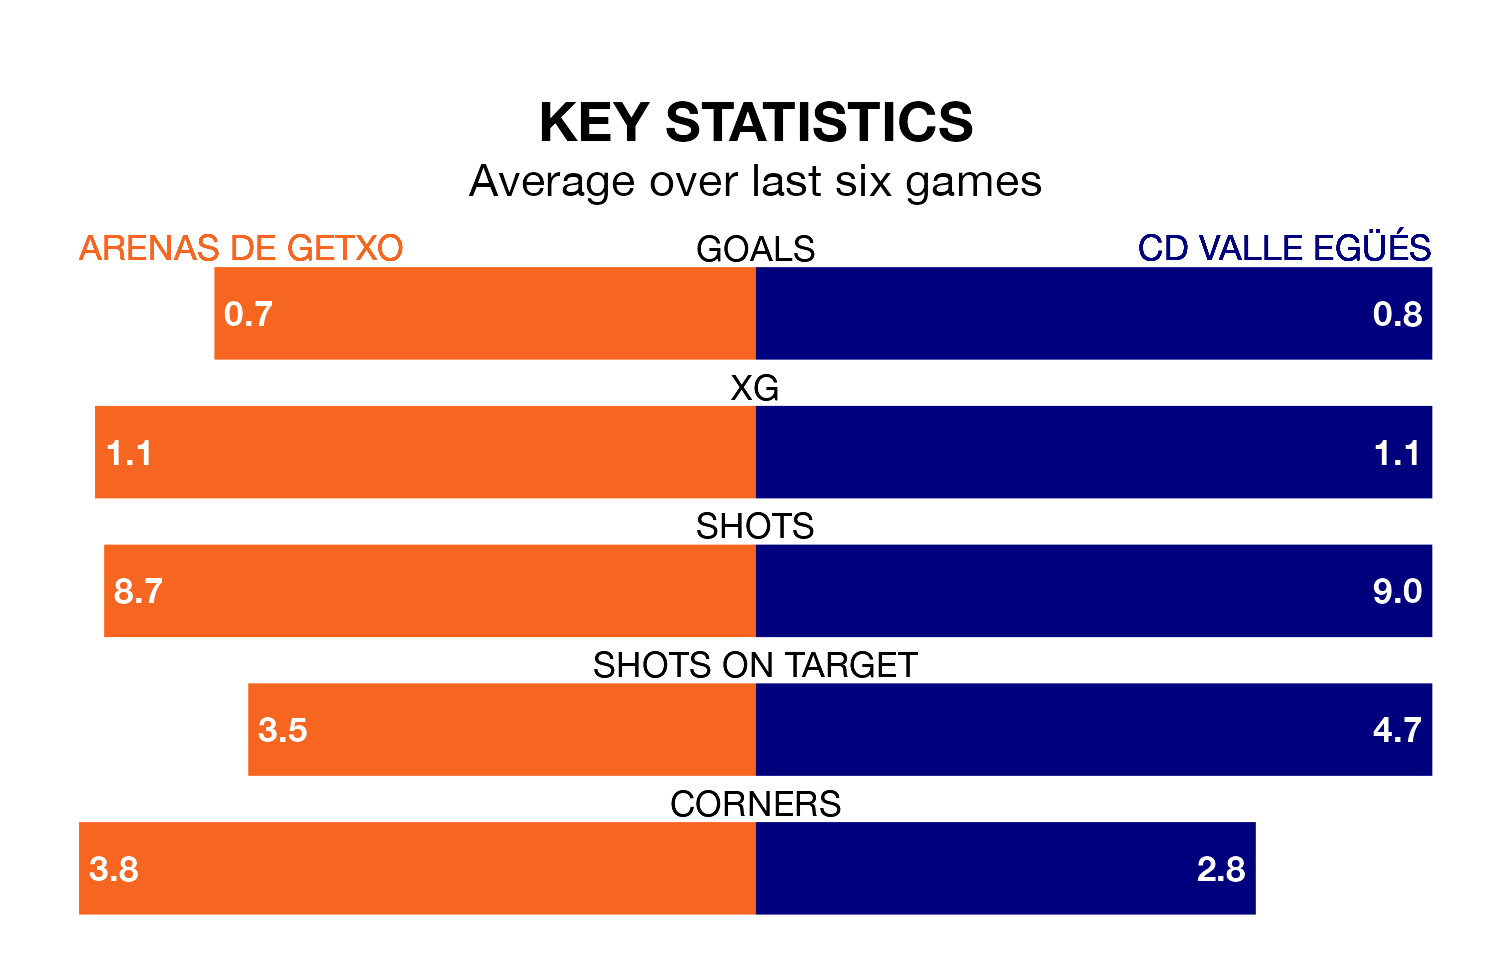 KEY STATISTICS
Average over last six games
ARENAS DE GETXO GOALS CD VALLE EGÜÉS
0.7 0.8
XG
1.1 1.1
SHOTS
8.7 9.0
SHOTS ON TARGET
3.5 4.7
CORNERS
3.8 2.8